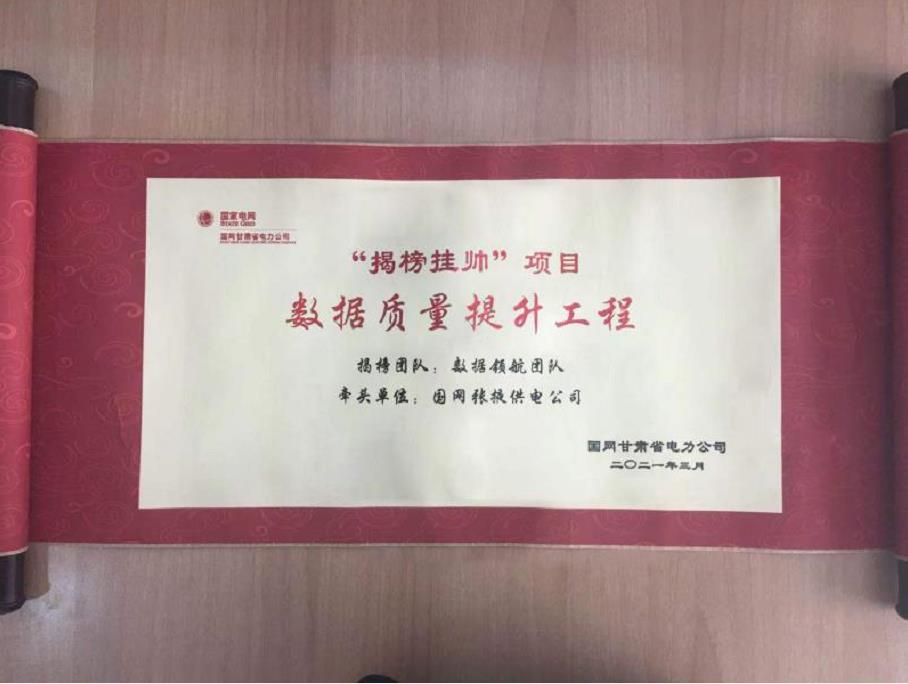 国家电网
STATE GRID
国网甘肃省电力公司
“揭榜挂帅”项目
数据质量提升工程
揭榜团队：数据领航团队
牵头单位：国网张掖供电公司
国网甘肃省电力公司
二〇二一年三月